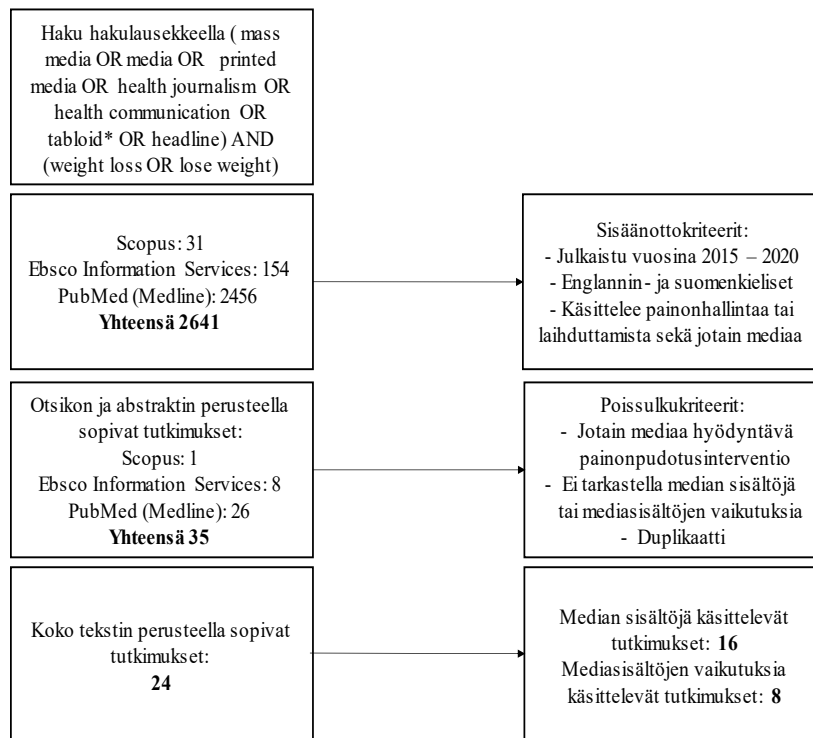 Haku hakulausekkeella ( mass
media OR media OR printed
media OR health journalism OR
health communication OR
tabloid* OR headline) AND
(weight loss OR lose weight)
Scopus: 31
Ebsco Information Services: 154
PubMed (Medline): 2456
Yhteensä 2641
Sisäänottokriteerit:
- Julkaistu vuosina 2015 – 2020
- Englannin- ja suomenkieliset
- Käsittelee painonhallintaa tai
laihduttamista sekä jotain mediaa
Otsikon ja abstraktin perusteella
sopivat tutkimukset:
Scopus: 1
Ebsco Information Services: 8
PubMed (Medline): 26
Yhteensä 35
Poissulkukriteerit:
- Jotain mediaa hyödyntävä
painonpudotusinterventio
- Ei tarkastella median sisältöjä
tai mediasisältöjen vaikutuksia
- Duplikaatti
Koko tekstin perusteella sopivat
tutkimukset:
24
Median sisältöjä käsittelevät
tutkimukset: 16
Mediasisältöjen vaikutuksia
käsittelevät tutkimukset: 8